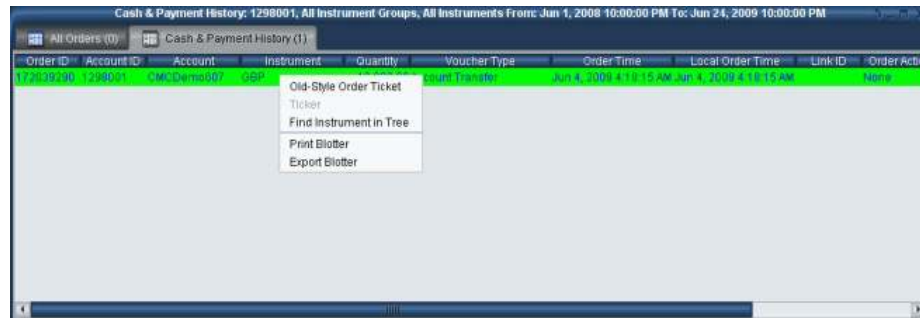 Cash & Payment History: 1298001, All Instrument Groups, All Instruments From: Jun 1, 2008 10:00:00 PM To: Jun 24, 2009 10:00:00 PM
All Orders (0) Cash & Payment History (1)
Order ID Account ID Account Instrument Quantity Voucher Type Order Time Local Order Time Link ID Order Acti
172039290 1298001 CMCDemo607 GBP count Transfer Jun 4, 2009 4:18:15 AM Jun 4, 2009 4:18:15 AM None
Old-Style Order Ticket
Ticker
Find Instrument in Tree
Print Blotter
Export Blotter